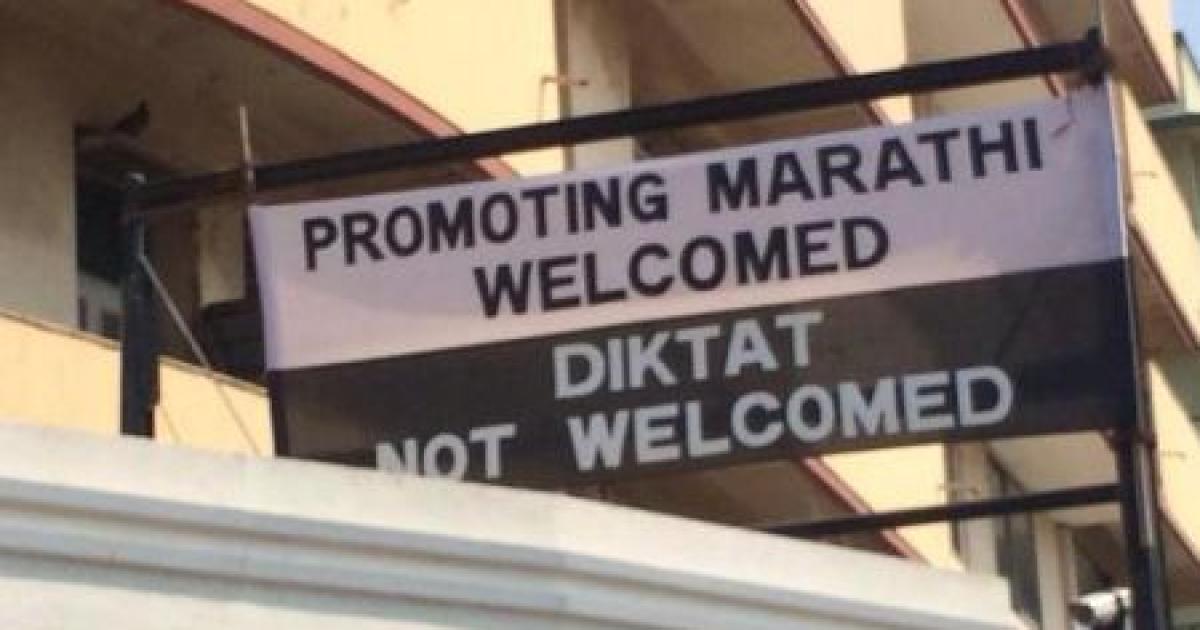 PROMOTING MARATHI
WELCOMED
DIKTAT
NOT WELCOMED